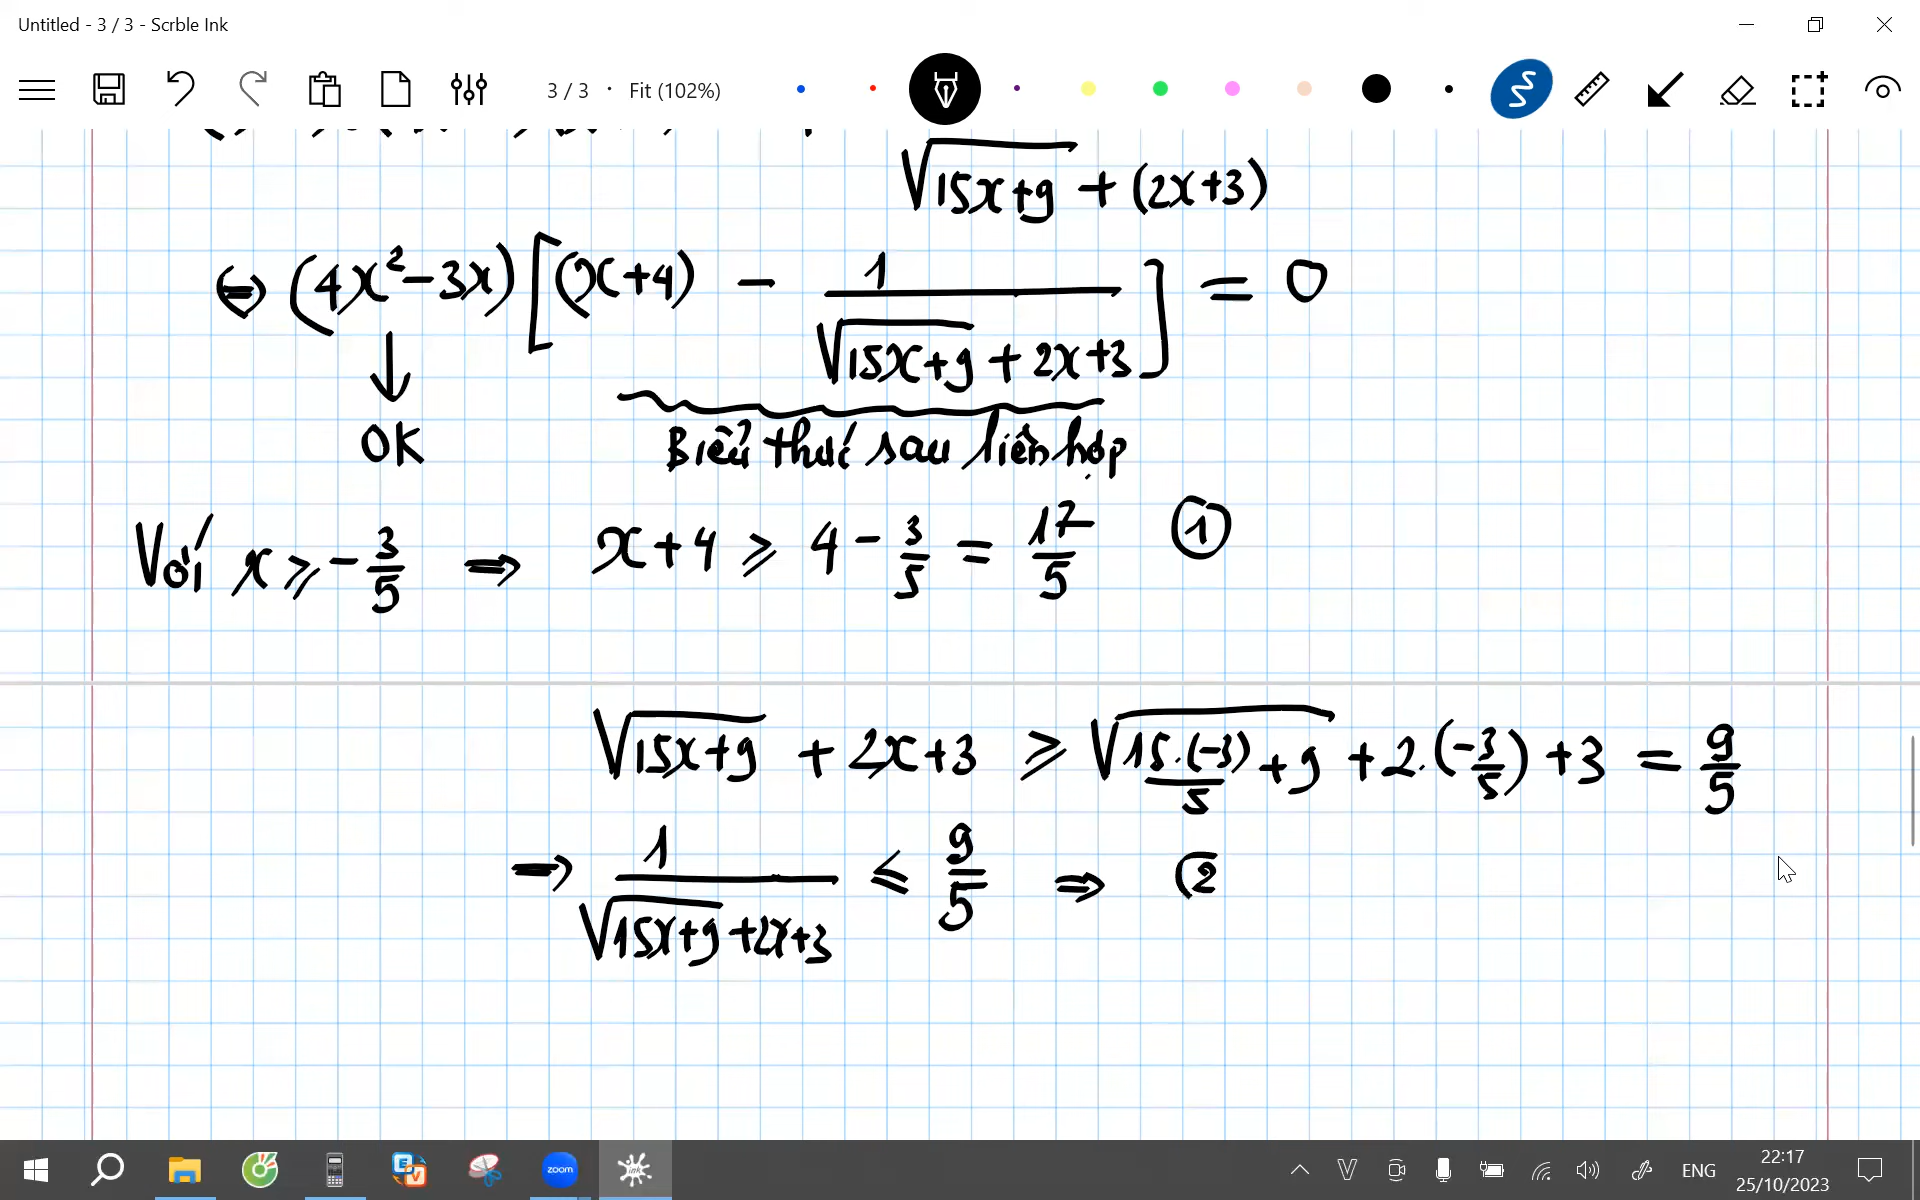 Untitled - 3 / 3 - Scrble Ink
3 / 3 · Fit (102%)
√15x+9 + (2x+3)
⇔ (4x²-3x) [(x+4) - 1/(√15x+9 + 2x+3)] = 0
↓
OK
Biểu thức sau liên hợp
Với x ≥ -3/5 ⇒ x+4 ≥ 4 - 3/5 = 17/5 ①
√15x+9 + 2x+3 ≥ √15.(-3)/5 +9 + 2.(-3/5) +3 = 9/5
⇒ 1/(√15x+9 +2x+3) ≤ 9/5 ⇒ (2
zoom
ink
ENG
22:17
25/10/2023